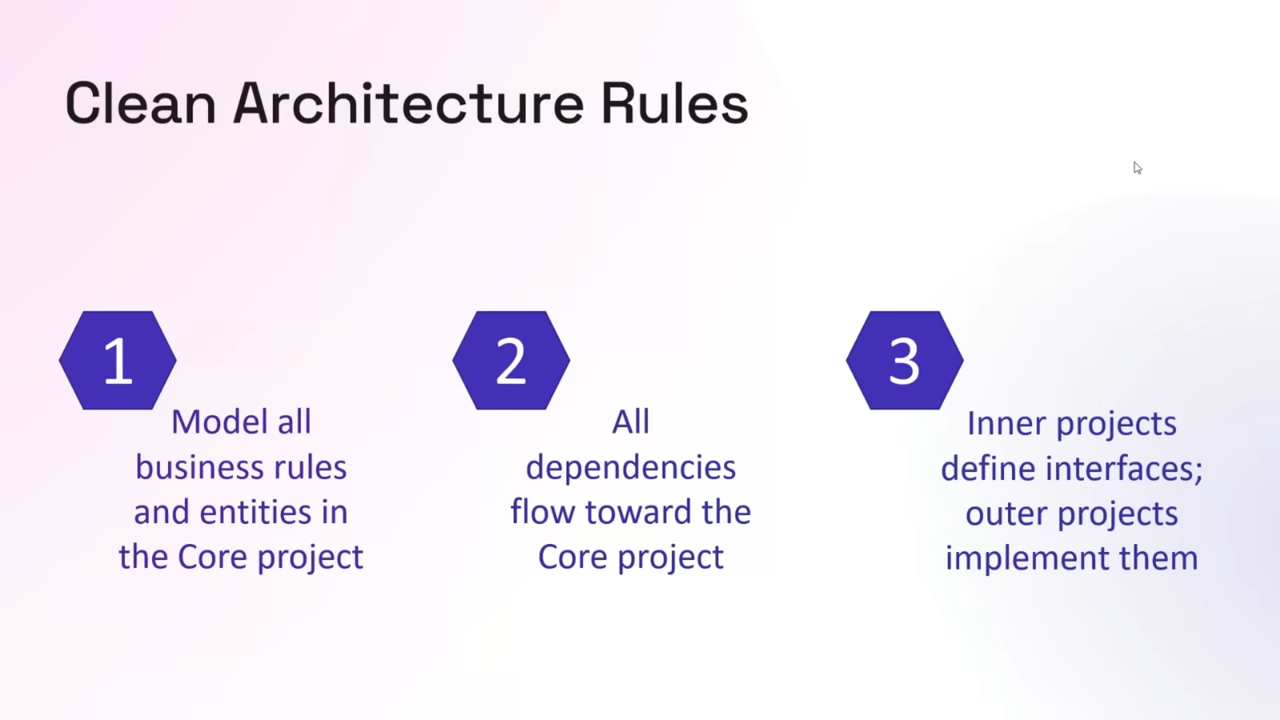 Clean Architecture Rules
1
Model all
business rules
and entities in
the Core project
2
All
dependencies
flow toward the
Core project
3
Inner projects
define interfaces;
outer projects
implement them